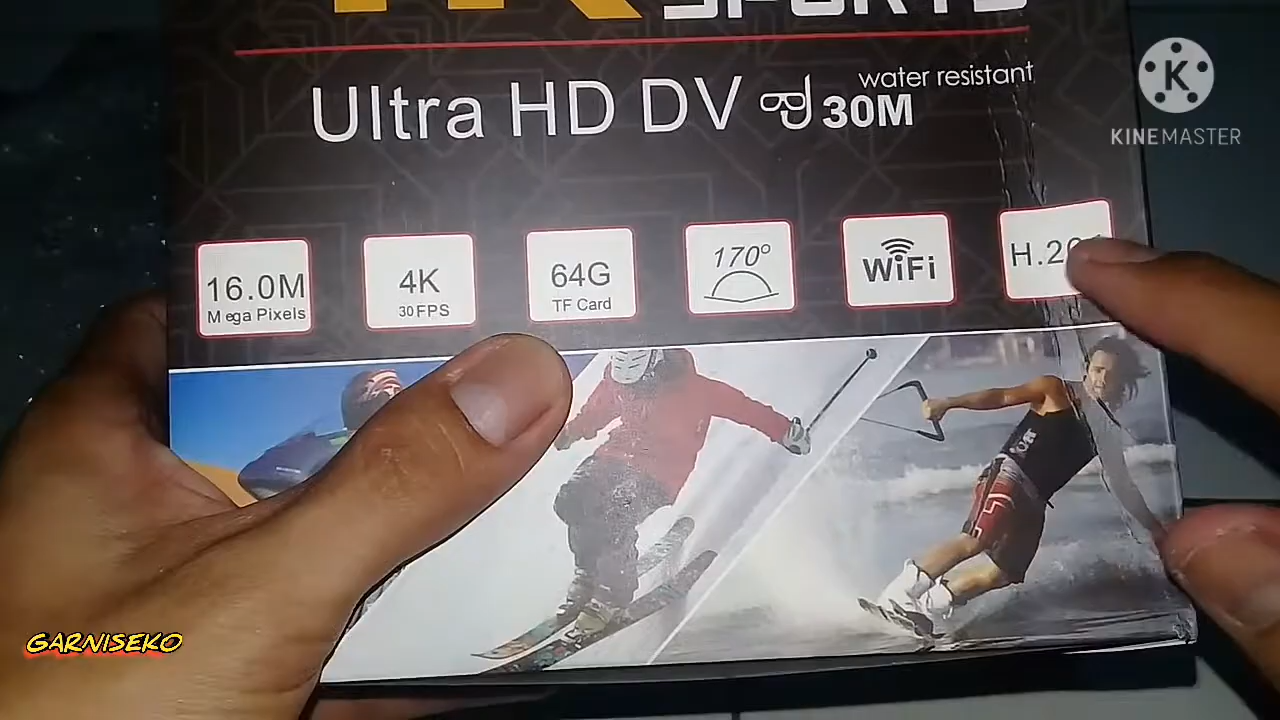 SPORTS
Ultra HD DV
water resistant
30M
KINEMASTER
16.0M
Mega Pixels
4K
30FPS
64G
TF Card
170°
WiFi
GARNISEKO